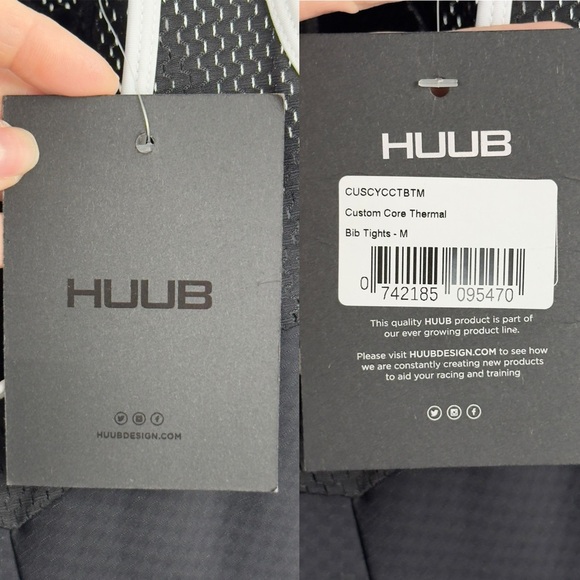 HUUB
HUUBDESIGN.COM
HUUB
CUSCYCCTBTM
Custom Core Thermal
Bib Tights - M
0 742185 095470
This quality HUUB product is part of
our ever growing product line.
Please visit HUUBDESIGN.COM to see how
we are constantly creating new products
to aid your racing and training